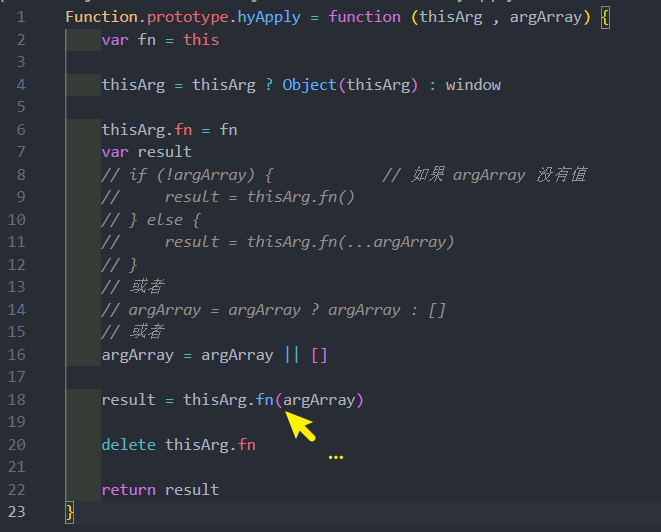 1 Function.prototype.hyApply = function (thisArg , argArray) {
2 var fn = this
3
4 thisArg = thisArg ? Object(thisArg) : window
5
6 thisArg.fn = fn
7 var result
8 // if (!argArray) { // 如果 argArray 没有值
9 // result = thisArg.fn()
10 // } else {
11 // result = thisArg.fn(...argArray)
12 // }
13 // 或者
14 // argArray = argArray ? argArray : []
15 // 或者
16 argArray = argArray || []
17
18 result = thisArg.fn(argArray)
19
20 delete thisArg.fn
...
21
22 return result
23 }